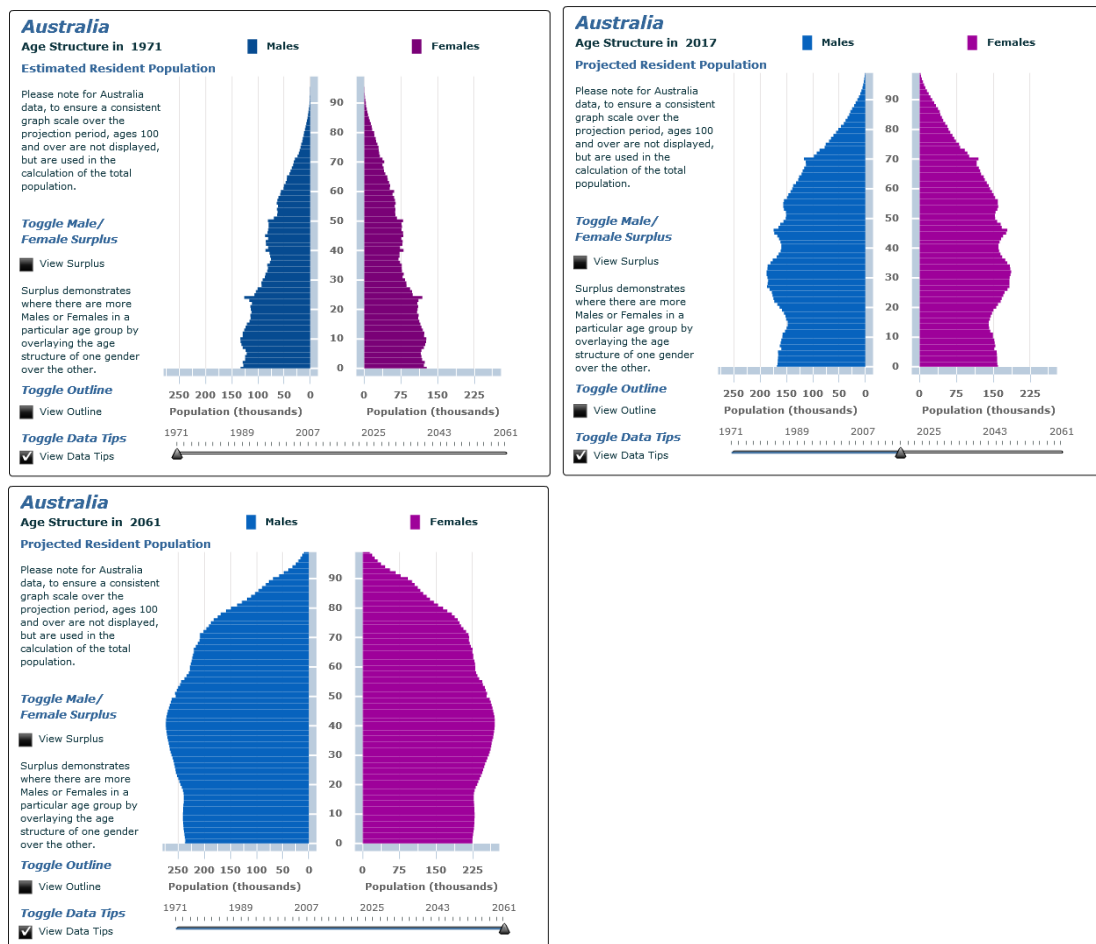 Australia
Age Structure in 1971
Males
Females
Estimated Resident Population
Please note for Australia
data, to ensure a consistent
graph scale over the
projection period, ages 100
and over are not displayed,
but are used in the
calculation of the total
population.
Toggle Male/
Female Surplus
View Surplus
Surplus demonstrates
where there are more
Males or Females in a
particular age group by
overlaying the age
structure of one gender
over the other.
Toggle Outline
View Outline
Toggle Data Tips
View Data Tips
90
80
70
60
50
40
30
20
10
0
250 200 150 100 50 0
0 75 150 225
Population (thousands)
Population (thousands)
1971 1989 2007 2025 2043 2061
Australia
Age Structure in 2017
Males
Females
Projected Resident Population
Please note for Australia
data, to ensure a consistent
graph scale over the
projection period, ages 100
and over are not displayed,
but are used in the
calculation of the total
population.
Toggle Male/
Female Surplus
View Surplus
Surplus demonstrates
where there are more
Males or Females in a
particular age group by
overlaying the age
structure of one gender
over the other.
Toggle Outline
View Outline
Toggle Data Tips
View Data Tips
90
80
70
60
50
40
30
20
10
0
250 200 150 100 50 0
0 75 150 225
Population (thousands)
Population (thousands)
1971 1989 2007 2025 2043 2061
Australia
Age Structure in 2061
Males
Females
Projected Resident Population
Please note for Australia
data, to ensure a consistent
graph scale over the
projection period, ages 100
and over are not displayed,
but are used in the
calculation of the total
population.
Toggle Male/
Female Surplus
View Surplus
Surplus demonstrates
where there are more
Males or Females in a
particular age group by
overlaying the age
structure of one gender
over the other.
Toggle Outline
View Outline
Toggle Data Tips
View Data Tips
90
80
70
60
50
40
30
20
10
0
250 200 150 100 50 0
0 75 150 225
Population (thousands)
Population (thousands)
1971 1989 2007 2025 2043 2061